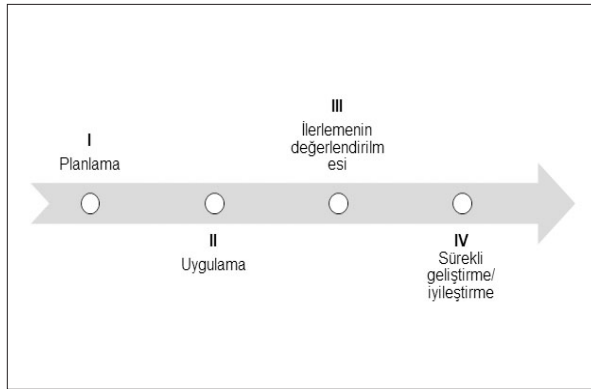 I
Planlama
II
Uygulama
III
İlerlemenin
değerlendirilm
esi
IV
Sürekli
geliştirme/
iyileştirme